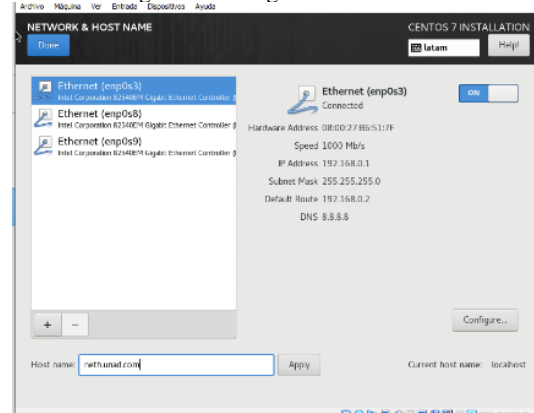 Archivo Máquina Ver Entrada Dispositivos Ayuda
NETWORK & HOST NAME
CENTOS 7 INSTALLATION
Done
latam
Help!
Ethernet (enp0s3)
Intel Corporation 82540EM Gigabit Ethernet Controller (
Ethernet (enp0s8)
Intel Corporation 82540EM Gigabit Ethernet Controller (
Ethernet (enp0s9)
Intel Corporation 82540EM Gigabit Ethernet Controller (
Ethernet (enp0s3)
Connected
ON
Hardware Address 08:00:27:B6:51:7F
Speed 1000 Mb/s
IP Address 192.168.0.1
Subnet Mask 255.255.255.0
Default Route 192.168.0.2
DNS 8.8.8.8
+ −
Configure...
Host name: neth.unad.com
Apply
Current host name: localhost